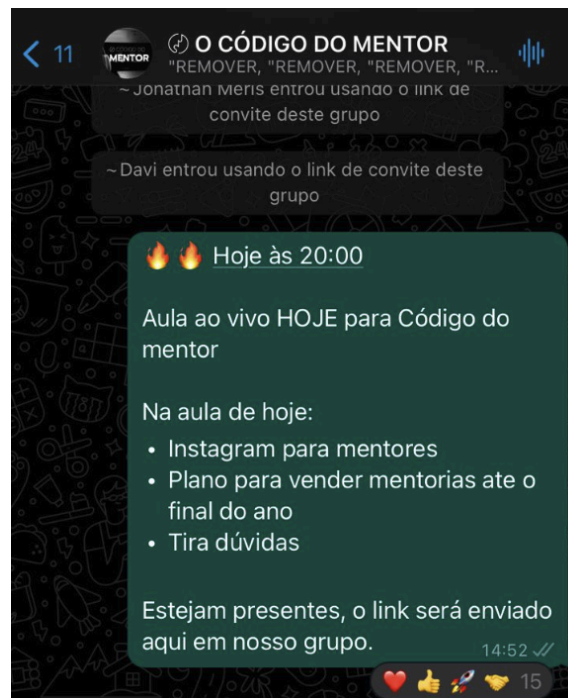 11
MENTOR
O CÓDIGO DO MENTOR
"REMOVER, "REMOVER, "REMOVER, "R...
~Jonathan Meris entrou usando o link de
convite deste grupo
~Davi entrou usando o link de convite deste
grupo
🔥🔥 Hoje às 20:00
Aula ao vivo HOJE para Código do
mentor
Na aula de hoje:
• Instagram para mentores
• Plano para vender mentorias ate o
final do ano
• Tira dúvidas
Estejam presentes, o link será enviado
aqui em nosso grupo.
14:52
❤️👍🚀🤝 15